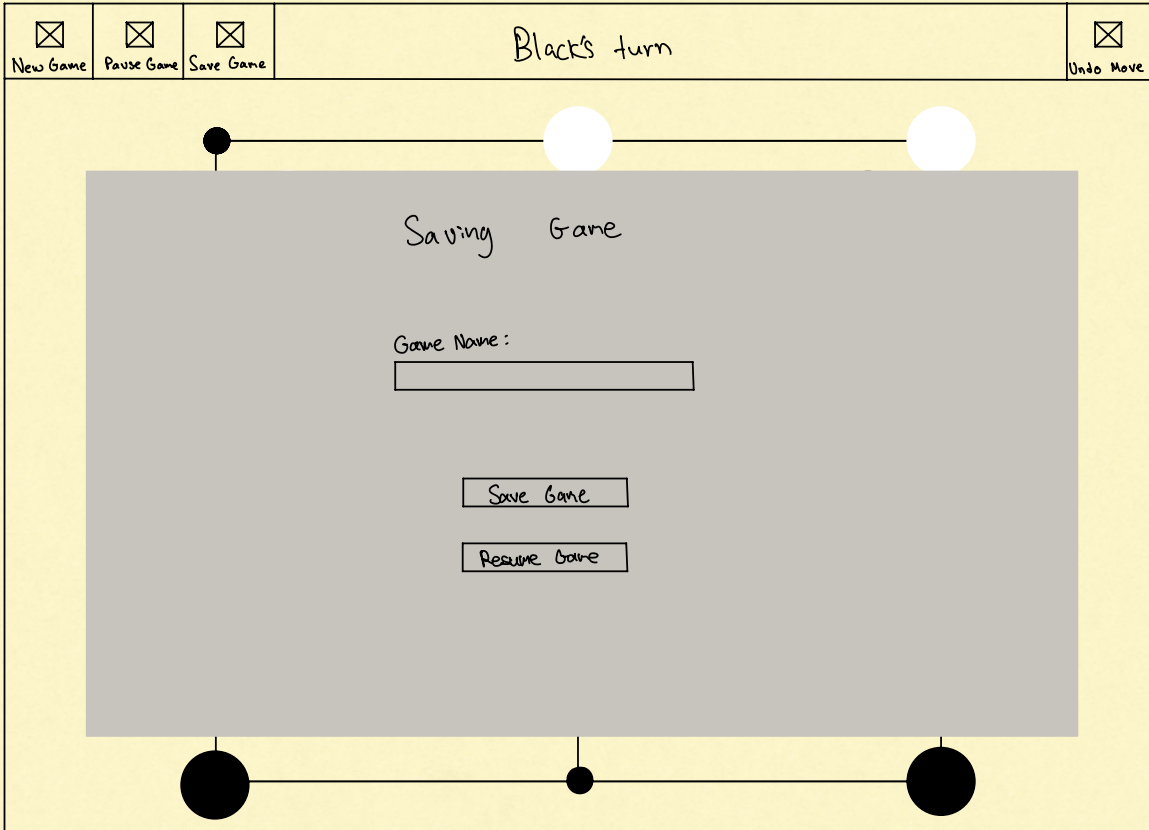 New Game
Pause Game
Save Game
Black's turn
Undo Move
Saving Game
Game Name:
Save Game
Resume Game